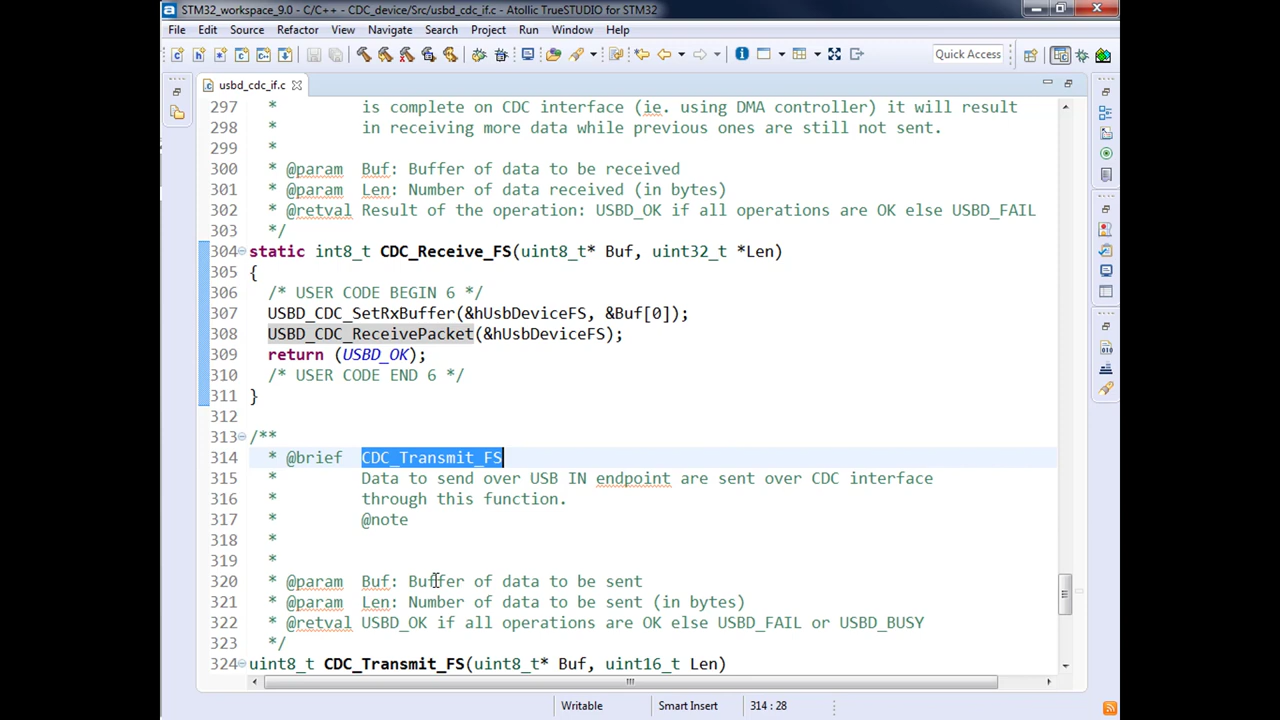 STM32_workspace_9.0 - C/C++ - CDC_device/Src/usbd_cdc_if.c - Atollic TrueSTUDIO for STM32
File Edit Source Refactor View Navigate Search Project Run Window Help
Quick Access
usbd_cdc_if.c
297 * is complete on CDC interface (ie. using DMA controller) it will result
298 * in receiving more data while previous ones are still not sent.
299 *
300 * @param Buf: Buffer of data to be received
301 * @param Len: Number of data received (in bytes)
302 * @retval Result of the operation: USBD_OK if all operations are OK else USBD_FAIL
303 */
304 static int8_t CDC_Receive_FS(uint8_t* Buf, uint32_t *Len)
305 {
306 /* USER CODE BEGIN 6 */
307 USBD_CDC_SetRxBuffer(&hUsbDeviceFS, &Buf[0]);
308 USBD_CDC_ReceivePacket(&hUsbDeviceFS);
309 return (USBD_OK);
310 /* USER CODE END 6 */
311 }
312
313 /**
314 * @brief CDC_Transmit_FS
315 * Data to send over USB IN endpoint are sent over CDC interface
316 * through this function.
317 * @note
318 *
319 *
320 * @param Buf: Buffer of data to be sent
321 * @param Len: Number of data to be sent (in bytes)
322 * @retval USBD_OK if all operations are OK else USBD_FAIL or USBD_BUSY
323 */
324 uint8_t CDC_Transmit_FS(uint8_t* Buf, uint16_t Len)
Writable Smart Insert 314 : 28